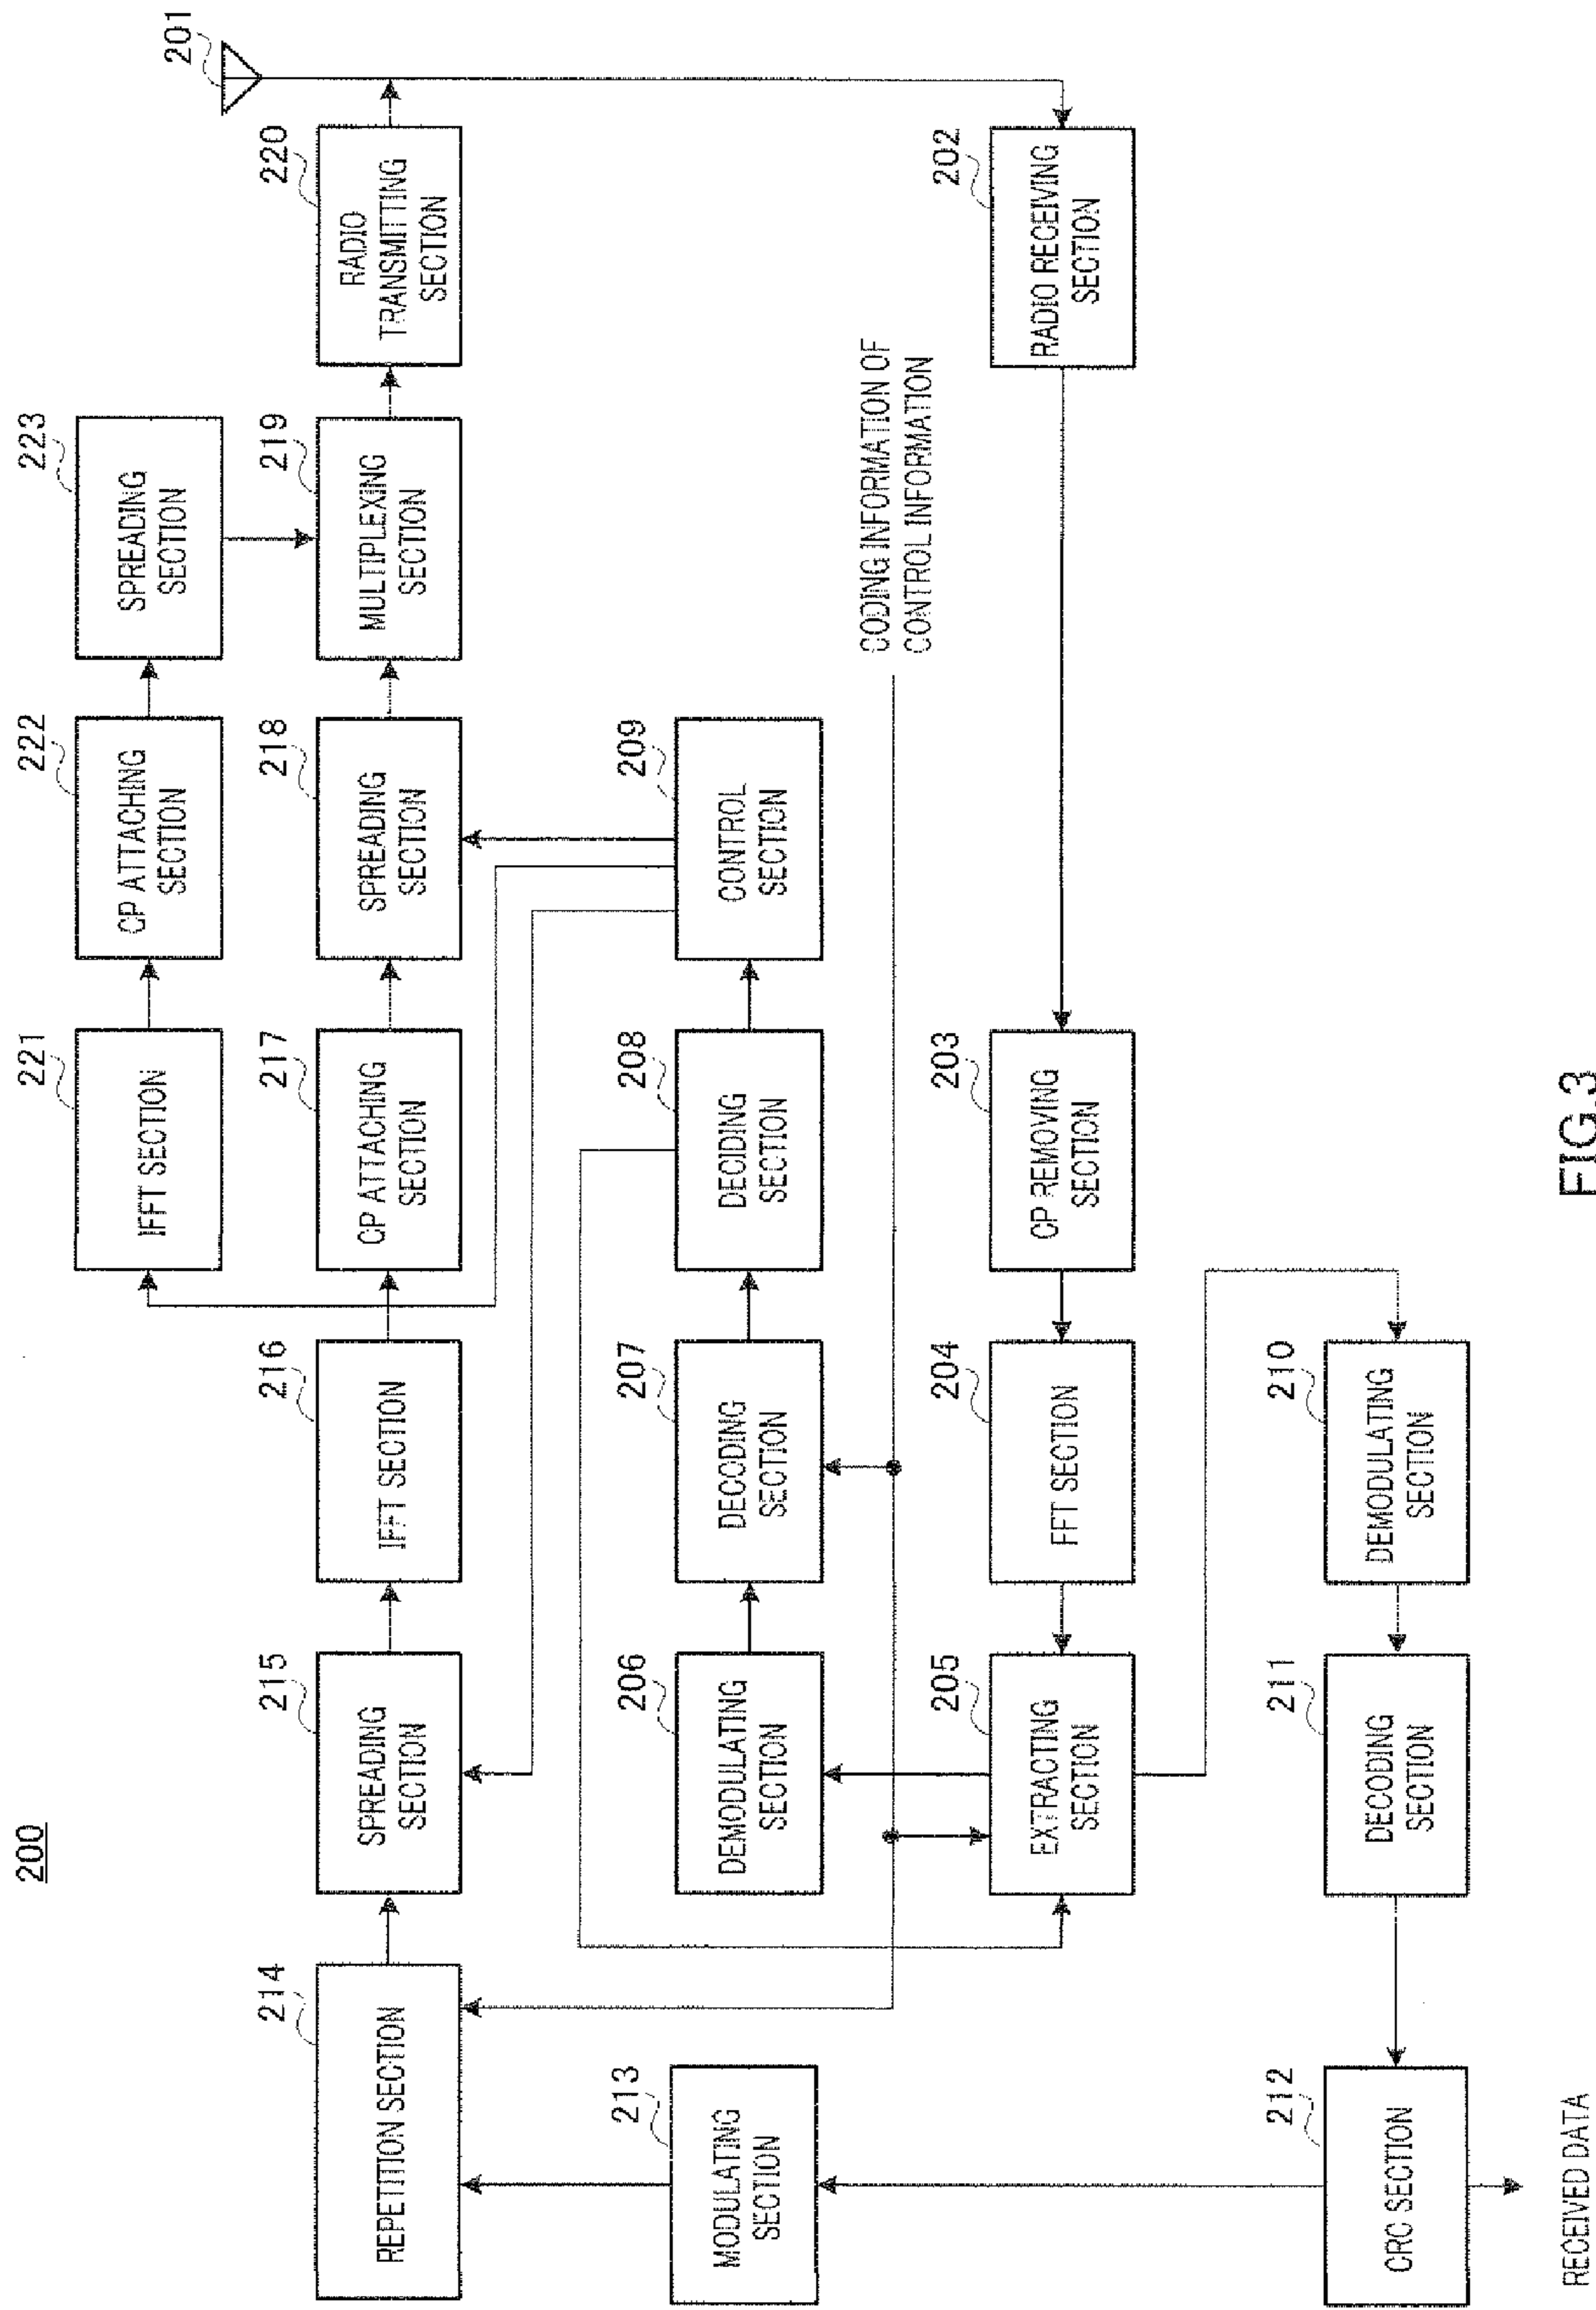 200
201
221
IFFT SECTION
222
CP ATTACHING
SECTION
223
SPREADING
SECTION
214
REPETITION SECTION
215
SPREADING
SECTION
216
IFFT SECTION
217
CP ATTACHING
SECTION
218
SPREADING
SECTION
219
MULTIPLEXING
SECTION
220
RADIO
TRANSMITTING
SECTION
213
MODULATING
SECTION
206
DEMODULATING
SECTION
207
DECODING
SECTION
208
DECIDING
SECTION
209
CONTROL
SECTION
CODING INFORMATION OF
CONTROL INFORMATION
205
EXTRACTING
SECTION
204
FFT SECTION
203
CP REMOVING
SECTION
202
RADIO RECEIVING
SECTION
212
CRC SECTION
211
DECODING
SECTION
210
DEMODULATING
SECTION
RECEIVED DATA
FIG.3